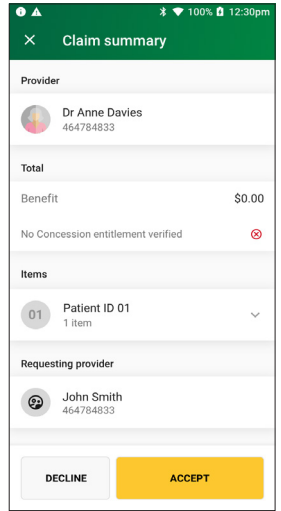 100% 12:30pm
Claim summary
Provider
Dr Anne Davies
464784833
Total
Benefit $0.00
No Concession entitlement verified
Items
01 Patient ID 01
1 item
Requesting provider
John Smith
464784833
DECLINE ACCEPT